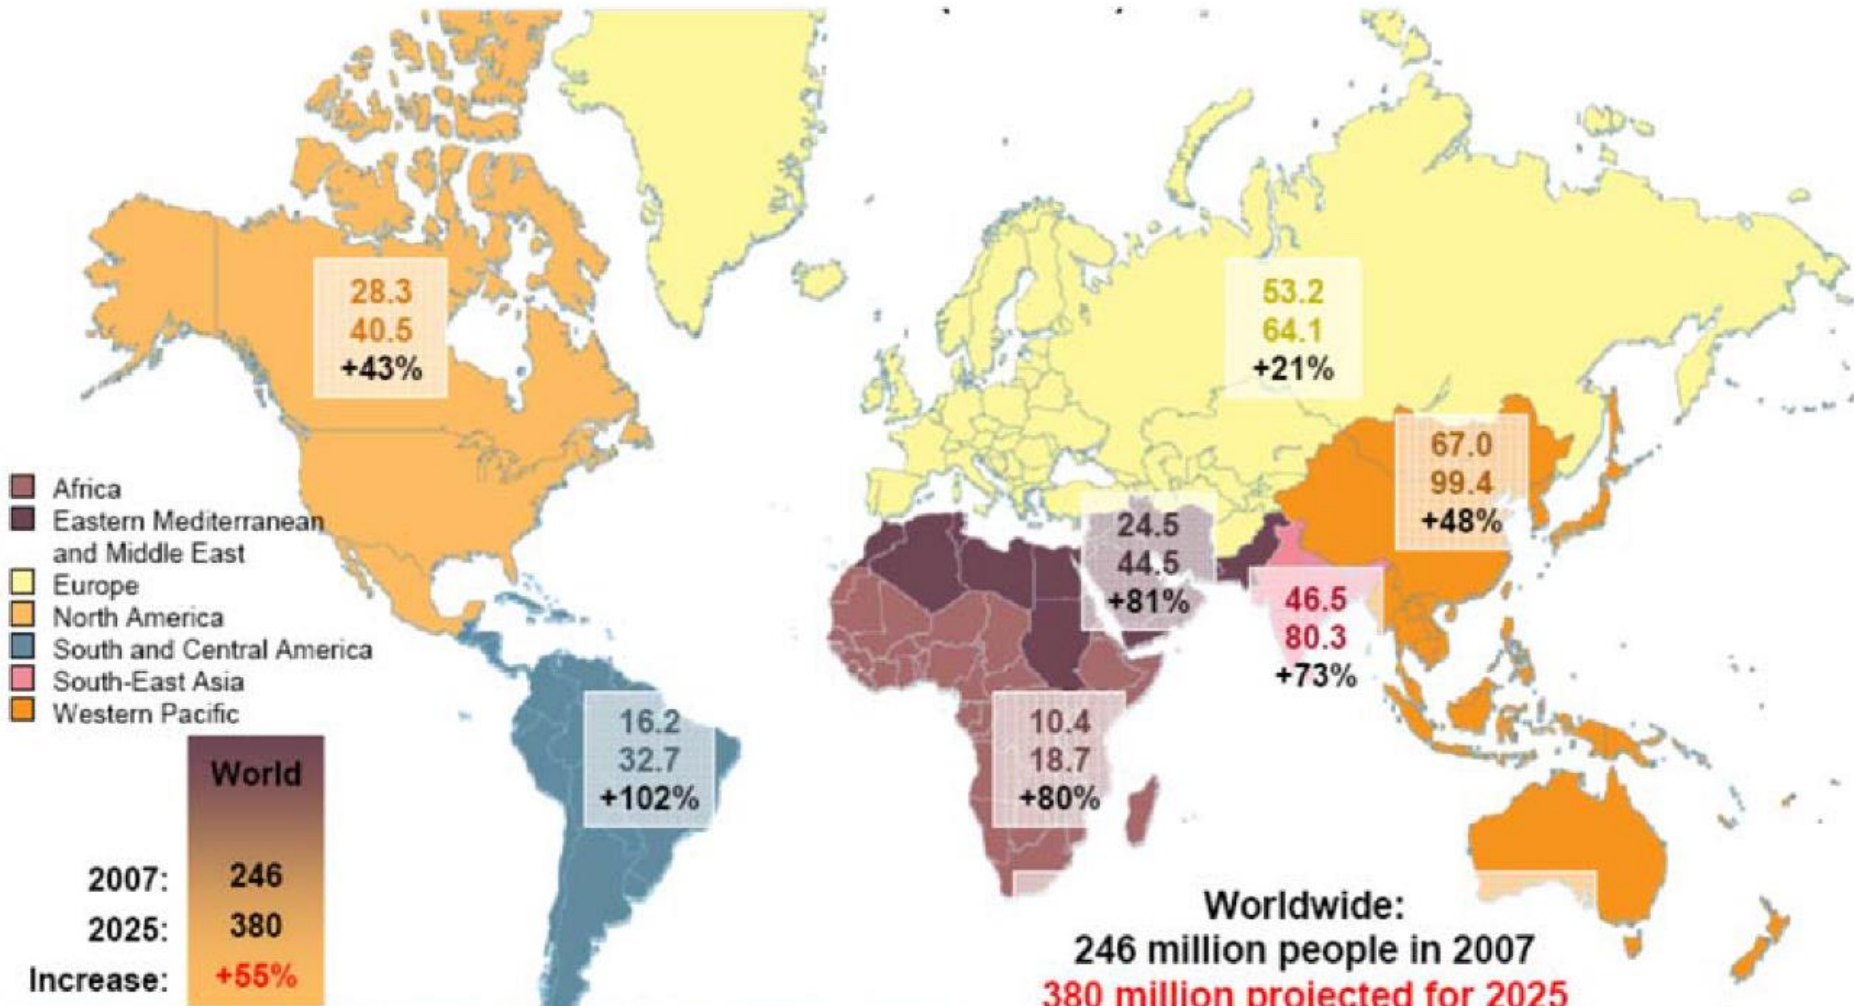 28.3
40.5
+43%
53.2
64.1
+21%
67.0
99.4
+48%
24.5
44.5
+81%
46.5
80.3
+73%
16.2
32.7
+102%
10.4
18.7
+80%
Africa
Eastern Mediterranean
and Middle East
Europe
North America
South and Central America
South-East Asia
Western Pacific
World
2007: 246
2025: 380
Increase: +55%
Worldwide:
246 million people in 2007
380 million projected for 2025